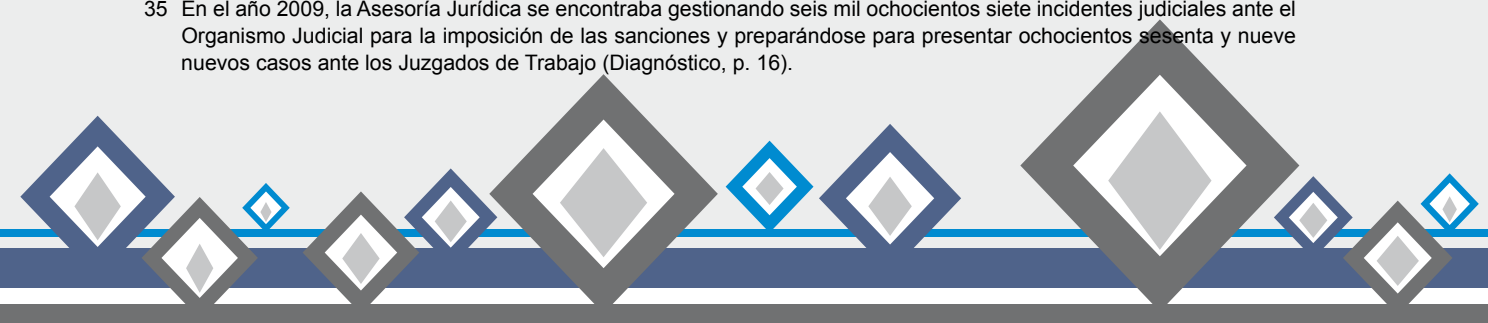 35 En el año 2009, la Asesoría Jurídica se encontraba gestionando seis mil ochocientos siete incidentes judiciales ante el
Organismo Judicial para la imposición de las sanciones y preparándose para presentar ochocientos sesenta y nueve
nuevos casos ante los Juzgados de Trabajo (Diagnóstico, p. 16).